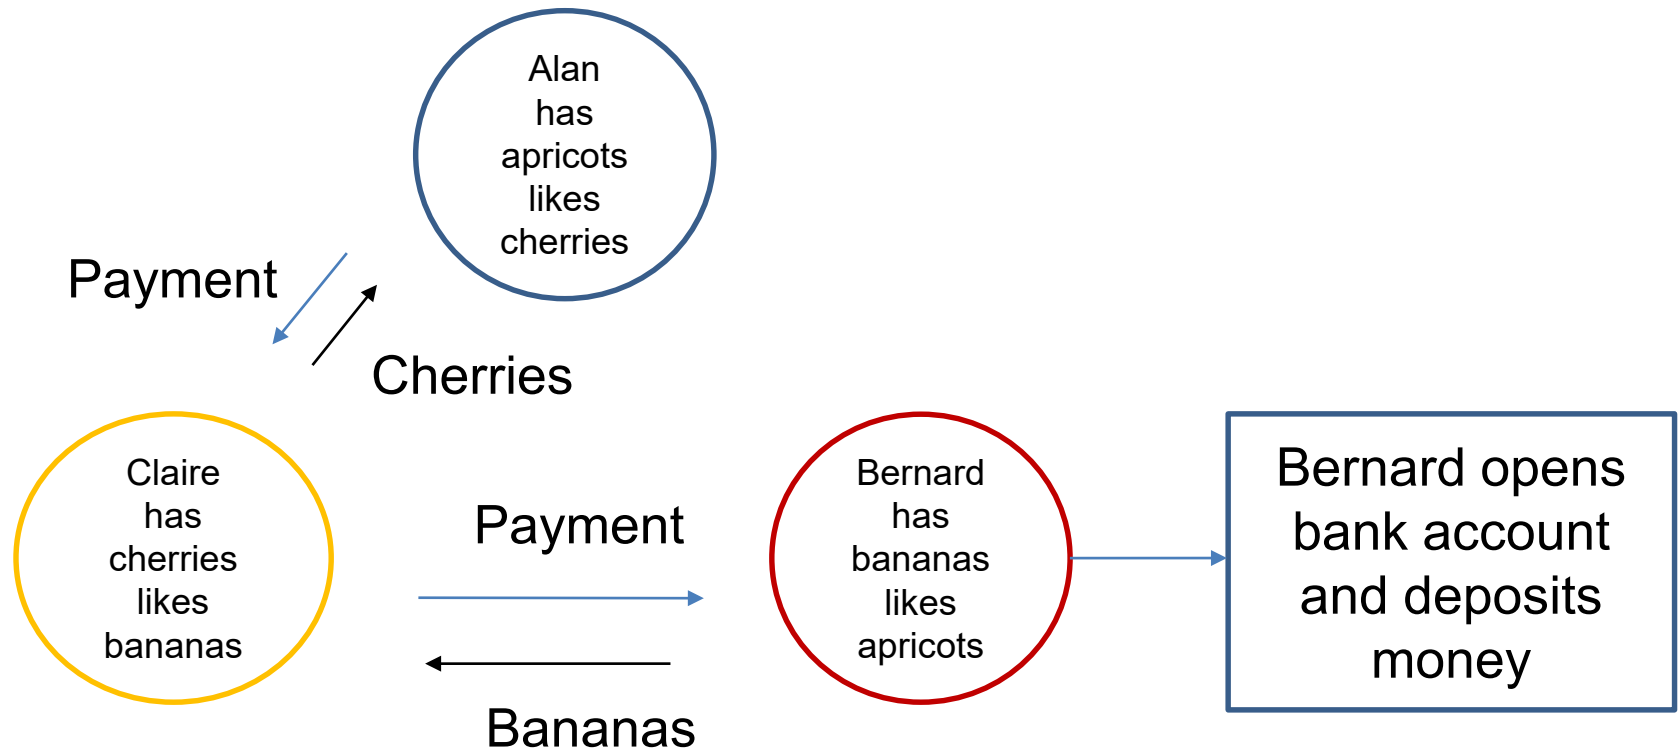 Alan
has
apricots
likes
cherries
Payment
Cherries
Claire
has
cherries
likes
bananas
Payment
Bananas
Bernard
has
bananas
likes
apricots
Bernard opens
bank account
and deposits
money